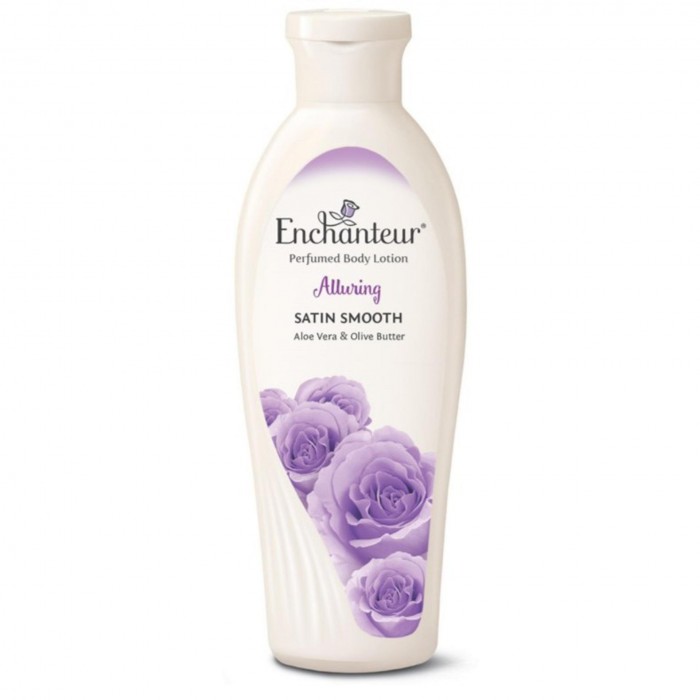 Enchanteur®
Perfumed Body Lotion
Alluring
SATIN SMOOTH
Aloe Vera & Olive Butter